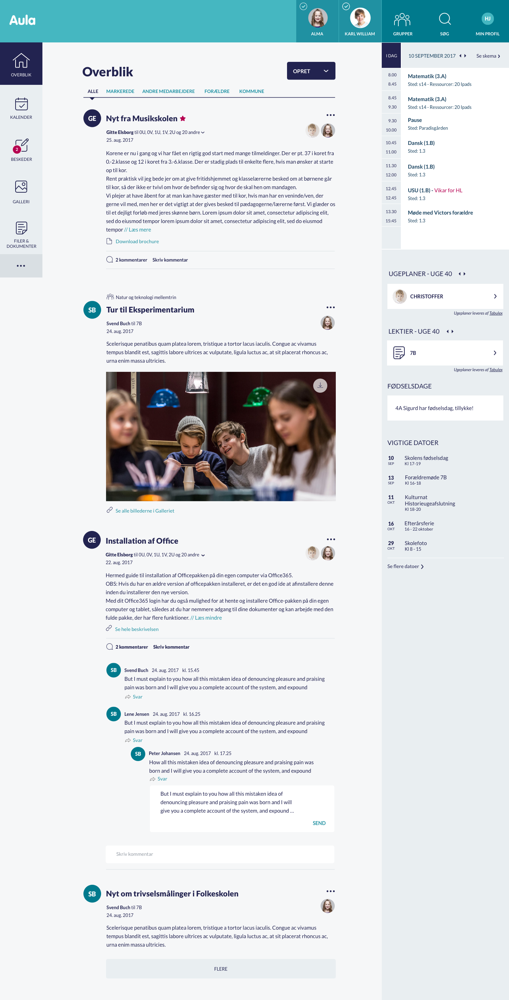 Aula
ALMA
KARL WILLIAM
GRUPPER
SØG
HJ
MIN PROFIL
OVERBLIK
KALENDER
2
BESKEDER
GALLERI
FILER &
DOKUMENTER
Overblik
OPRET
ALLE MARKEREDE ANDRE MEDARBEJDERE FORÆLDRE KOMMUNE
GE
Nyt fra Musikskolen
Gitte Elsborg til 0U, 0V, 1U, 1V, 2U og 20 andre
25. aug. 2017
Korene er nu i gang og vi har fået en rigtig god start med mange tilmeldinger. Der er pt. 37 i koret fra
0.-2.klasse og 12 i koret fra 3.-6.klasse. Der er stadig plads til enkelte flere, hvis man ønsker at starte
op til kor.
Rent praktisk vil jeg bede jer om at give fritidshjemmet og klasselærerne besked om at børnene går
til kor, så der ikke er tvivl om hvor de befinder sig og hvor de skal hen om mandagen.
Vi plejer at have åbent for at man kan have gæster med til kor, hvis man har en veninde/ven, der
gerne vil med, men her er det vigtigt at der gives besked til pædagogerne/lærerne først. Vi glæder os
til et dejligt forløb med jeres skønne børn. Lorem ipsum dolor sit amet, consectetur adipiscing elit,
sed do eiusmod tempor lorem ipsum dolor sit amet, consectetur adipiscing elit, sed do eiusmod
tempor // Læs mere
Download brochure
2 kommentarer Skriv kommentar
Natur og teknologi mellemtrin
SB
Tur til Eksperimentarium
Svend Buch til 7B
24. aug. 2017
Scelerisque penatibus quam platea lorem, tristique a tortor lacus iaculis. Congue ac vivamus
tempus blandit est, sagittis labore ultrices ac vulputate, ligula luctus ac, at sit placerat rhoncus ac,
urna enim massa ultricies.
Se alle billederne i Galleriet
GE
Installation af Office
Gitte Elsborg til 0U, 0V, 1U, 1V, 2U og 20 andre
22. aug. 2017
Hermed guide til installation af Officepakken på din egen computer via Office365.
OBS: Hvis du har en ældre version af officepakken installeret, er det en god ide at afinstallere denne
inden du installerer den nye version.
Med dit Office365 login har du også mulighed for at hente og installere Office-pakken på din egen
computer og tablet, således at du har nemmere adgang til dine dokumenter og kan arbejde med den
fulde pakke, der har flere funktioner. // Læs mindre
Se hele beskrivelsen
2 kommentarer Skriv kommentar
SB
Svend Buch 24. aug. 2017 kl. 15.45
But I must explain to you how all this mistaken idea of denouncing pleasure and praising
pain was born and I will give you a complete account of the system, and expound
Svar
SB
Lene Jensen 24. aug. 2017 kl. 16.25
But I must explain to you how all this mistaken idea of denouncing pleasure and praising
pain was born and I will give you a complete account of the system, and expound
Svar
SB
Peter Johansen 24. aug. 2017 kl. 17.25
How all this mistaken idea of denouncing pleasure and praising pain was
born and I will give you a complete account of the system, and expound
Svar
But I must explain to you how all this mistaken idea of
denouncing pleasure and praising pain was born and I will
give you a complete account of the system, and expound ...
SEND
Skriv kommentar
SB
Nyt om trivselsmålinger i Folkeskolen
Svend Buch til 7B
24. aug. 2017
Scelerisque penatibus quam platea lorem, tristique a tortor lacus iaculis. Congue ac vivamus
tempus blandit est, sagittis labore ultrices ac vulputate, ligula luctus ac, at sit placerat rhoncus ac,
urna enim massa ultricies.
FLERE
I DAG
10 SEPTEMBER 2017
Se skema
8.00
8.45
Matematik (3.A)
Sted: s14 - Ressourcer: 20 Ipads
8.45
9.30
Matematik (3.A)
Sted: s14 - Ressourcer: 20 Ipads
9.30
10.00
Pause
Sted: Paradisgården
10.45
11.00
Dansk (1.B)
Sted: 1.3
11.30
12.00
Dansk (1.B)
Sted: 1.3
12.45
12.45
USU (1.B) - Vikar for HL
Sted: 1.3
13.30
15:45
Møde med Victors forældre
Sted: 1.3
UGEPLANER - UGE 40
CHRISTOFFER
Ugeplaner leveres af Tabulex
LEKTIER - UGE 40
7B
Ugeplaner leveres af Tabulex
FØDSELSDAGE
4A Sigurd har fødselsdag, tillykke!
VIGTIGE DATOER
10
SEP
Skolens fødselsdag
Kl 17-19
13
SEP
Forældremøde 7B
Kl 16-18
11
OKT
Kulturnat
Historieugeafslutning
Kl 18-20
16
OKT
Efterårsferie
16 - 22 oktober
29
OKT
Skolefoto
Kl 8 - 15
Se flere datoer